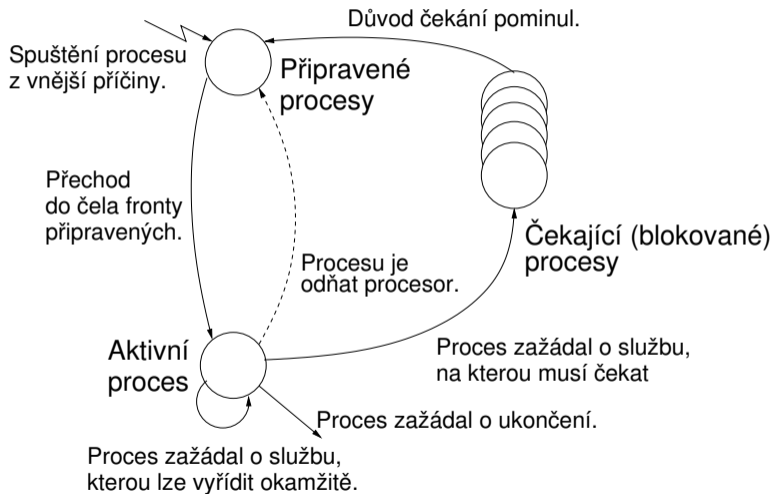 Důvod čekání pominul.
Spuštění procesu
z vnější příčiny.
Připravené
procesy
Přechod
do čela fronty
připravených.
Čekající (blokované)
procesy
Procesu je
odňat procesor.
Aktivní
proces
Proces zažádal o službu,
na kterou musí čekat
Proces zažádal o ukončení.
Proces zažádal o službu,
kterou lze vyřídit okamžitě.